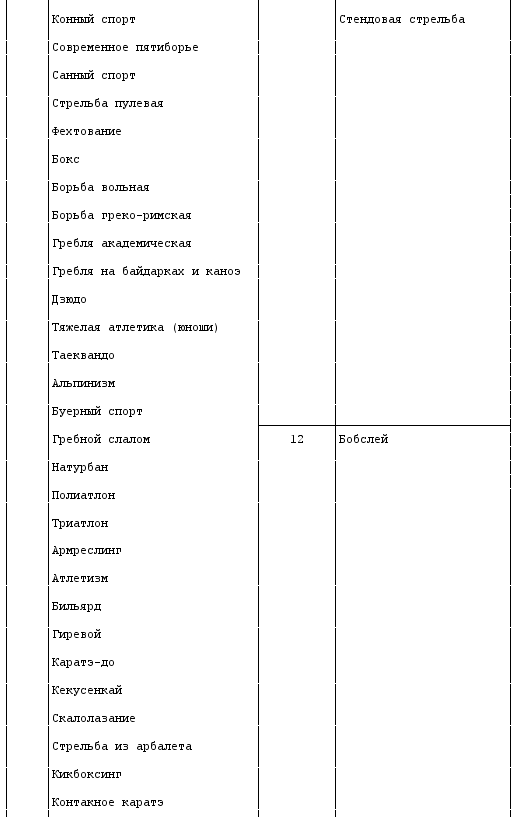 Конный спорт Стендовая стрельба
Современное пятиборье
Санный спорт
Стрельба пулевая
Фехтование
Бокс
Борьба вольная
Борьба греко-римская
Гребля академическая
Гребля на байдарках и каноэ
Дзюдо
Тяжелая атлетика (юноши)
Таеквандо
Альпинизм
Буерный спорт
Гребной слалом 12 Бобслей
Натурбан
Полиатлон
Триатлон
Армреслинг
Атлетизм
Бильярд
Гиревой
Каратэ-до
Кекусенкай
Скалолазание
Стрельба из арбалета
Кикбоксинг
Контакное каратэ